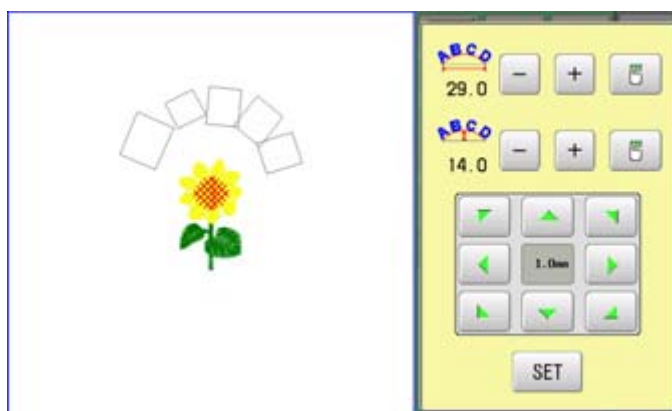 ABCD
29.0
- +
ABCD
14.0
- +
1.0mm
SET